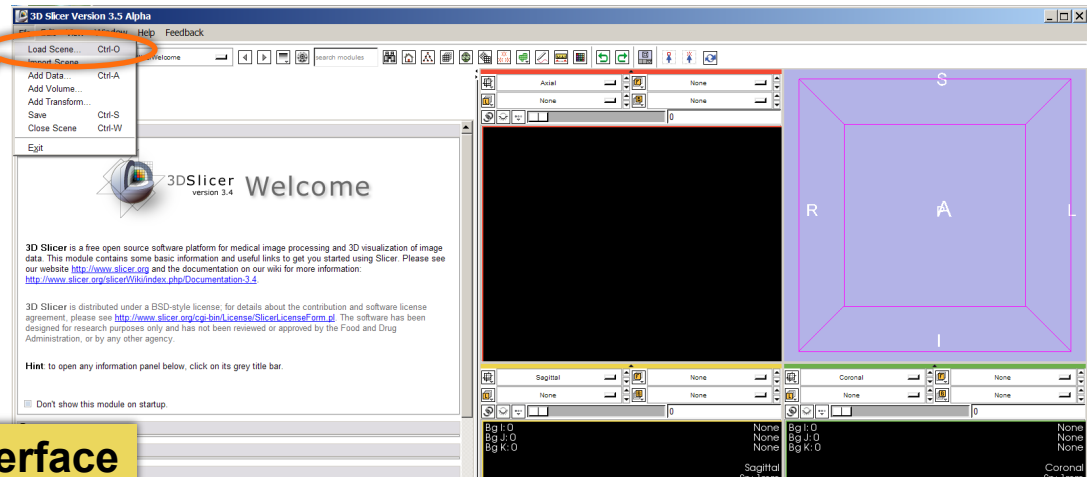 3D Slicer Version 3.5 Alpha
Window Help Feedback
Load Scene... Ctrl-O
Import Scene...
Add Data... Ctrl-A
Add Volume...
Add Transform...
Save Ctrl-S
Close Scene Ctrl-W
Exit
Welcome
search modules
3DSlicer
version 3.4
Welcome
3D Slicer is a free open source software platform for medical image processing and 3D visualization of image
data. This module contains some basic information and useful links to get you started using Slicer. Please see
our website http://www.slicer.org and the documentation on our wiki for more information:
http://www.slicer.org/slicerWiki/index.php/Documentation-3.4.
3D Slicer is distributed under a BSD-style license; for details about the contribution and software license
agreement, please see http://www.slicer.org/cgi-bin/License/SlicerLicenseForm.pl. The software has been
designed for research purposes only and has not been reviewed or approved by the Food and Drug
Administration, or by any other agency.
Hint: to open any information panel below, click on its grey title bar.
Don't show this module on startup.
erface
Axial None
None None
0
S
R A L
I
Sagittal None
None None
0
Bg I: 0 None
Bg J: 0 None
Bg K: 0 None
Sagittal
Coronal None
None None
0
Bg I: 0 None
Bg J: 0 None
Bg K: 0 None
Coronal